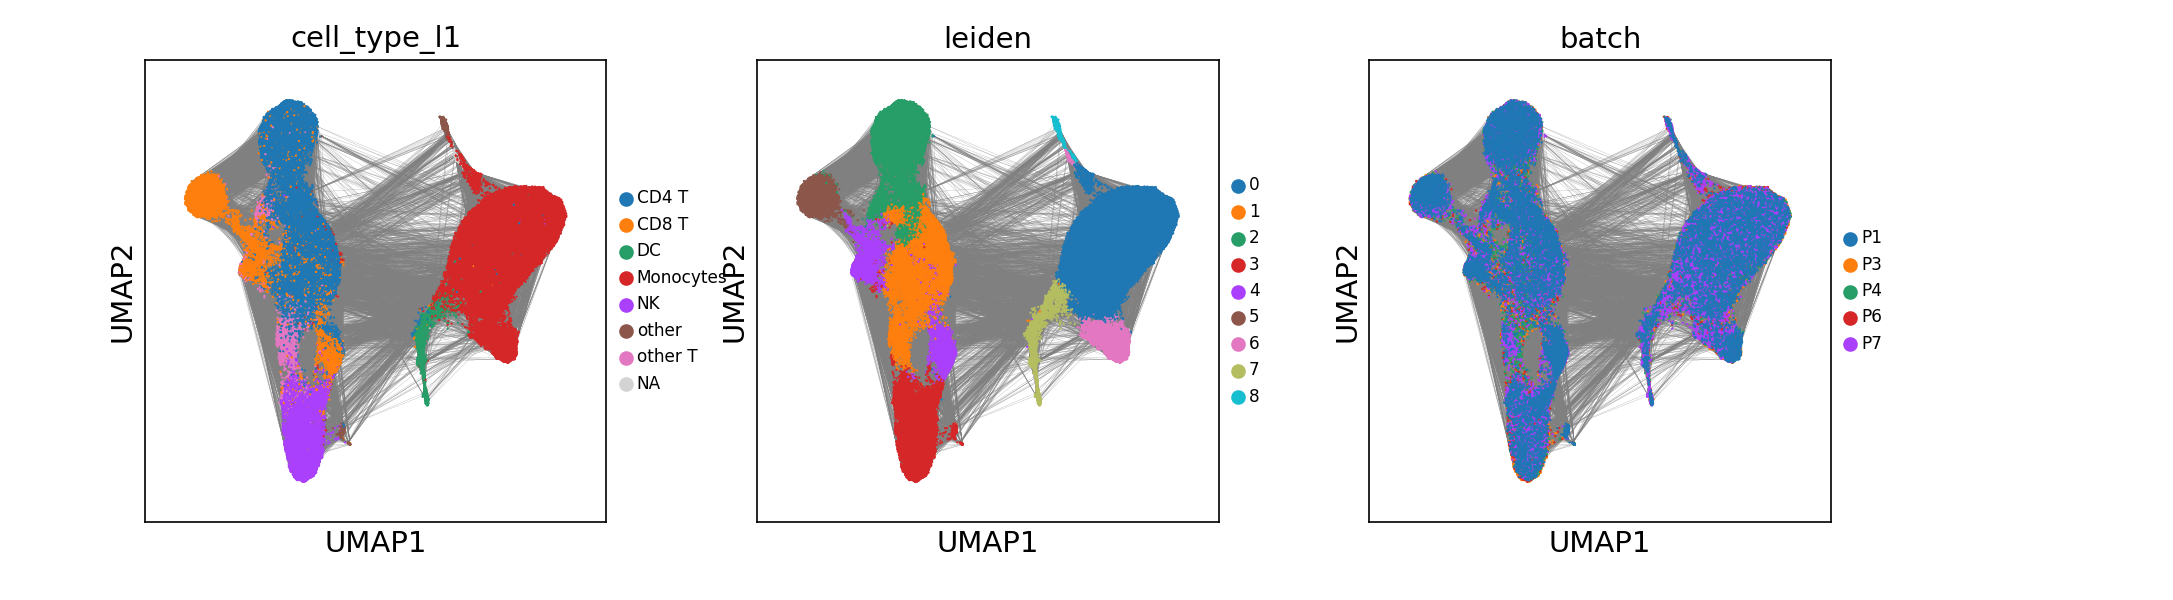 cell_type_l1
UMAP2
UMAP1
CD4 T
CD8 T
DC
Monocytes
NK
other
other T
NA
leiden
UMAP2
UMAP1
0
1
2
3
4
5
6
7
8
batch
UMAP2
UMAP1
P1
P3
P4
P6
P7